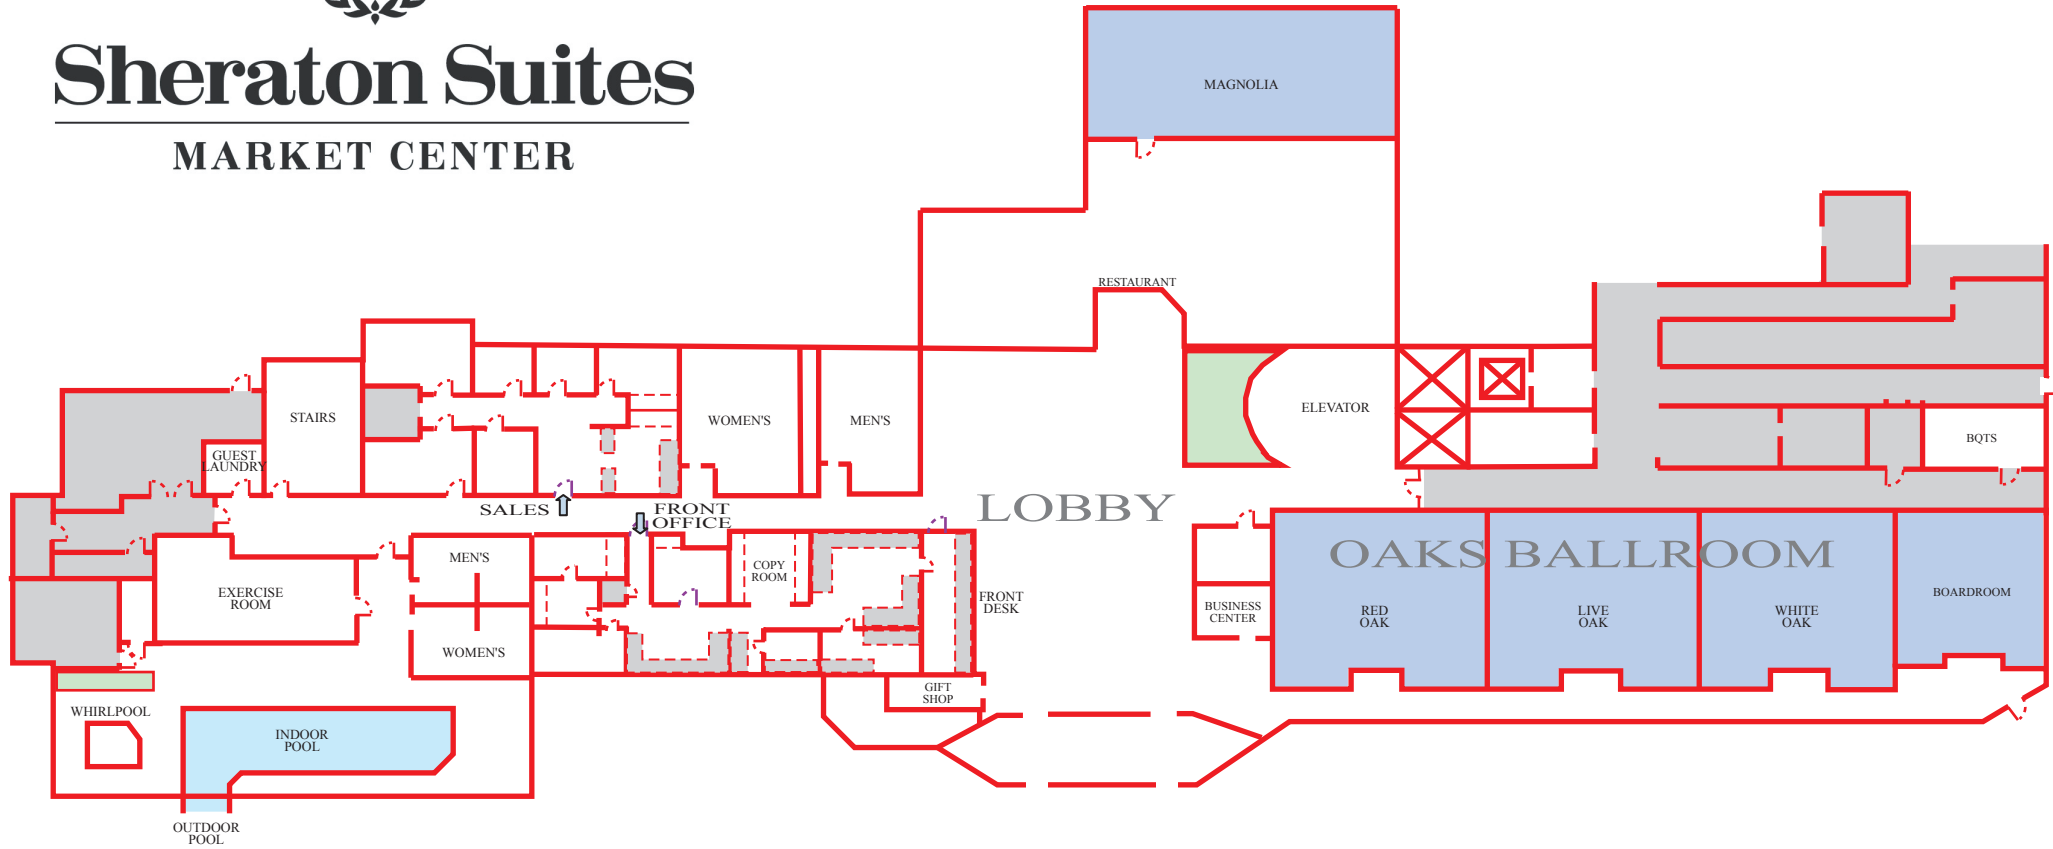 Sheraton Suites
MARKET CENTER
MAGNOLIA
RESTAURANT
STAIRS
WOMEN'S
MEN'S
ELEVATOR
GUEST
LAUNDRY
BQTS
SALES
FRONT
OFFICE
LOBBY
OAKS BALLROOM
MEN'S
COPY
ROOM
EXERCISE
ROOM
FRONT
DESK
BUSINESS
CENTER
RED
OAK
LIVE
OAK
WHITE
OAK
BOARDROOM
WOMEN'S
GIFT
SHOP
WHIRLPOOL
INDOOR
POOL
OUTDOOR
POOL